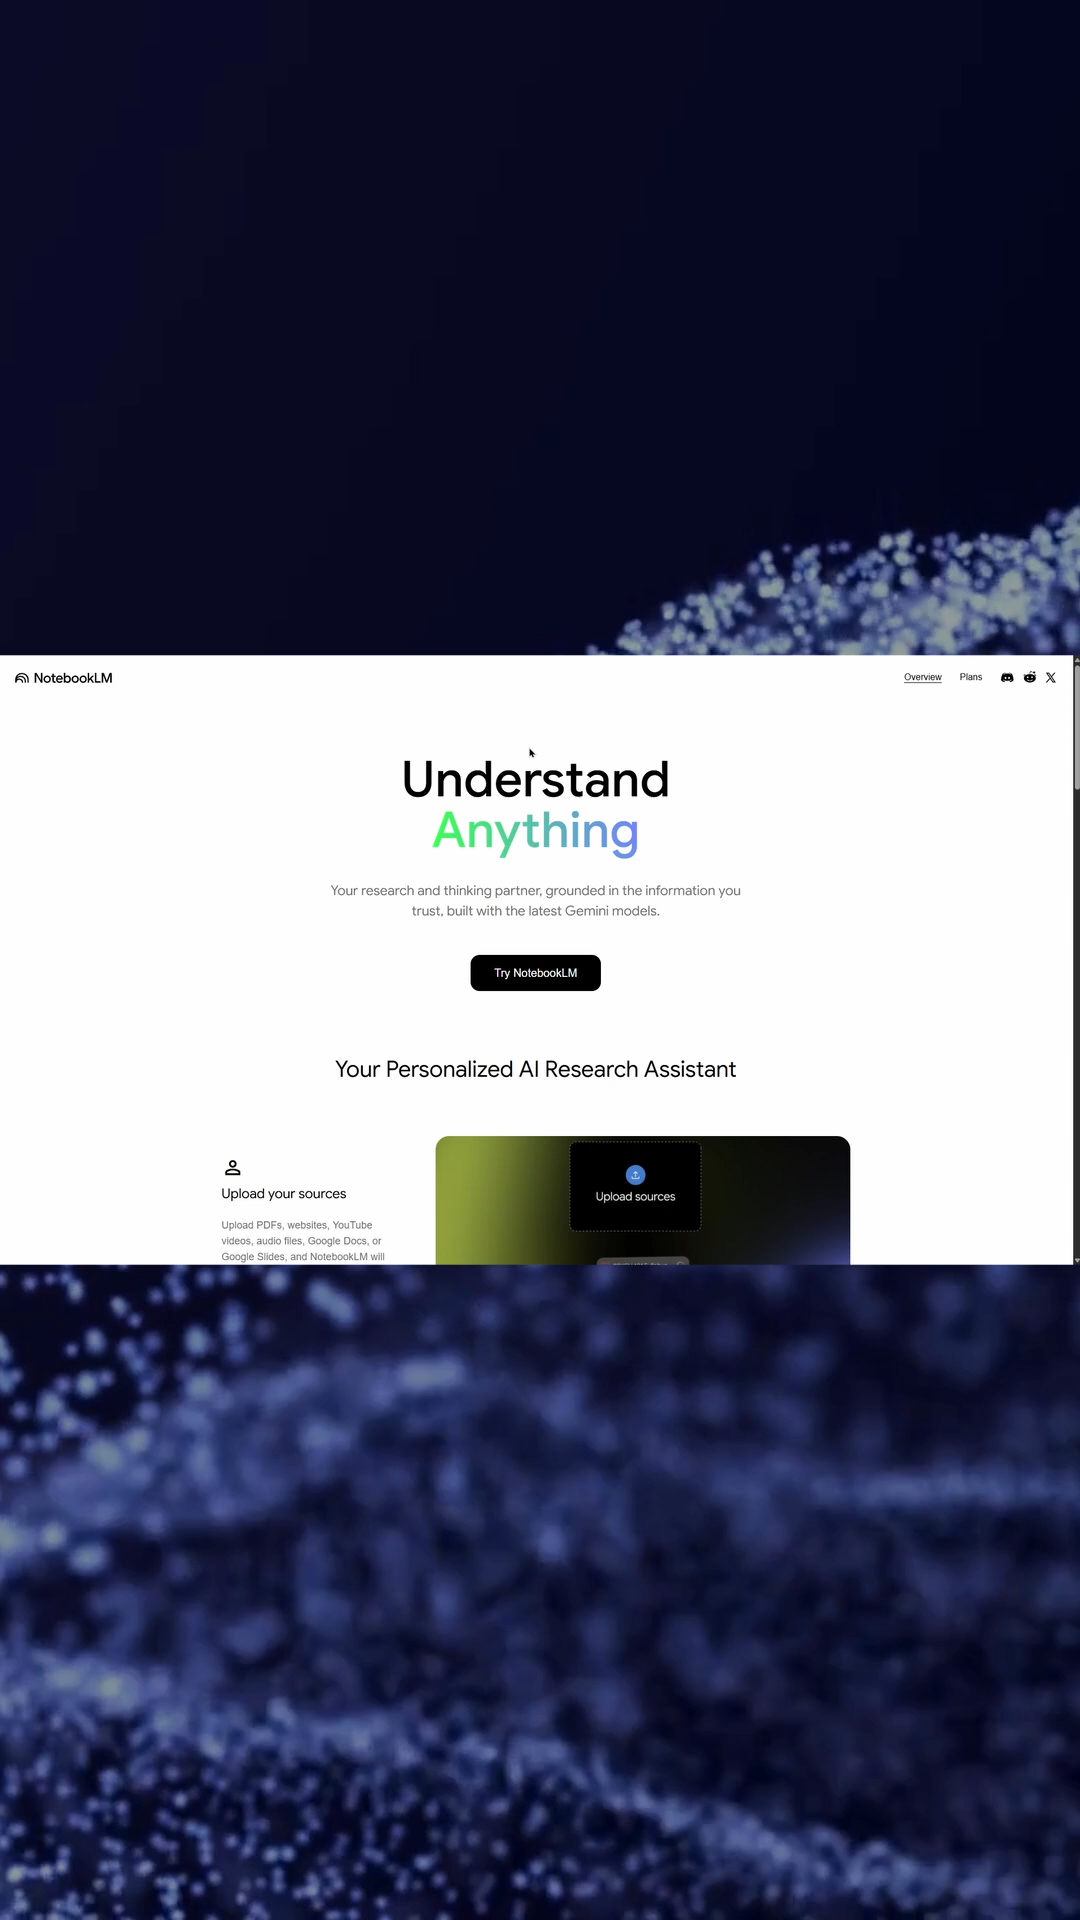 NotebookLM
Overview
Plans
Understand
Anything
Your research and thinking partner, grounded in the information you
trust, built with the latest Gemini models.
Try NotebookLM
Your Personalized AI Research Assistant
Upload your sources
Upload PDFs, websites, YouTube
videos, audio files, Google Docs, or
Google Slides, and NotebookLM will
Upload sources